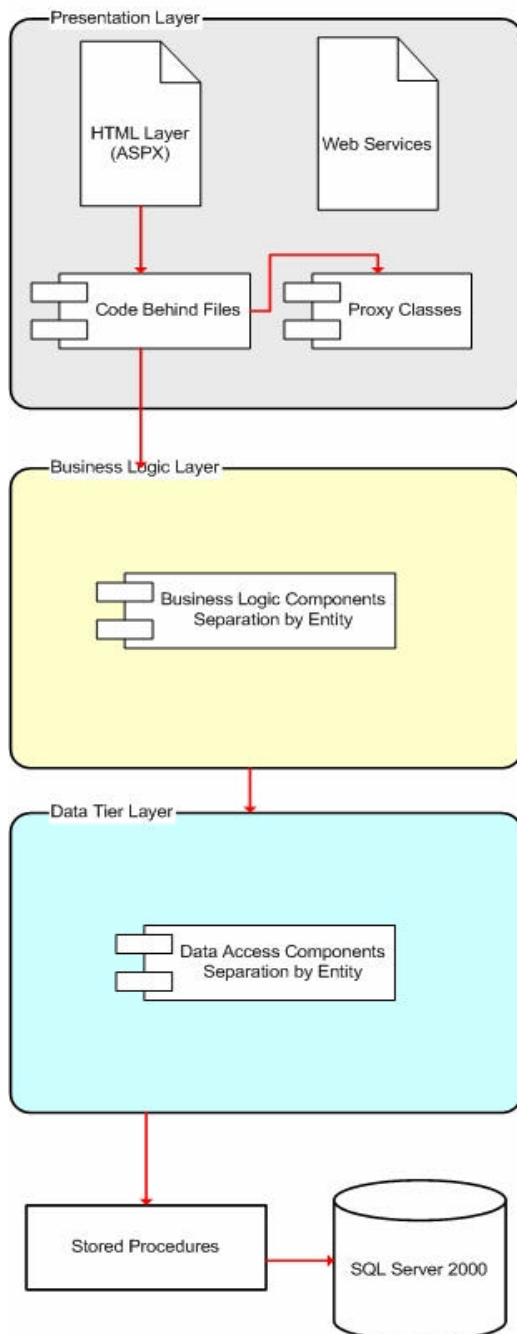 Presentation Layer
HTML Layer
(ASPX)
Web Services
Code Behind Files
Proxy Classes
Business Logic Layer
Business Logic Components
Separation by Entity
Data Tier Layer
Data Access Components
Separation by Entity
Stored Procedures
SQL Server 2000